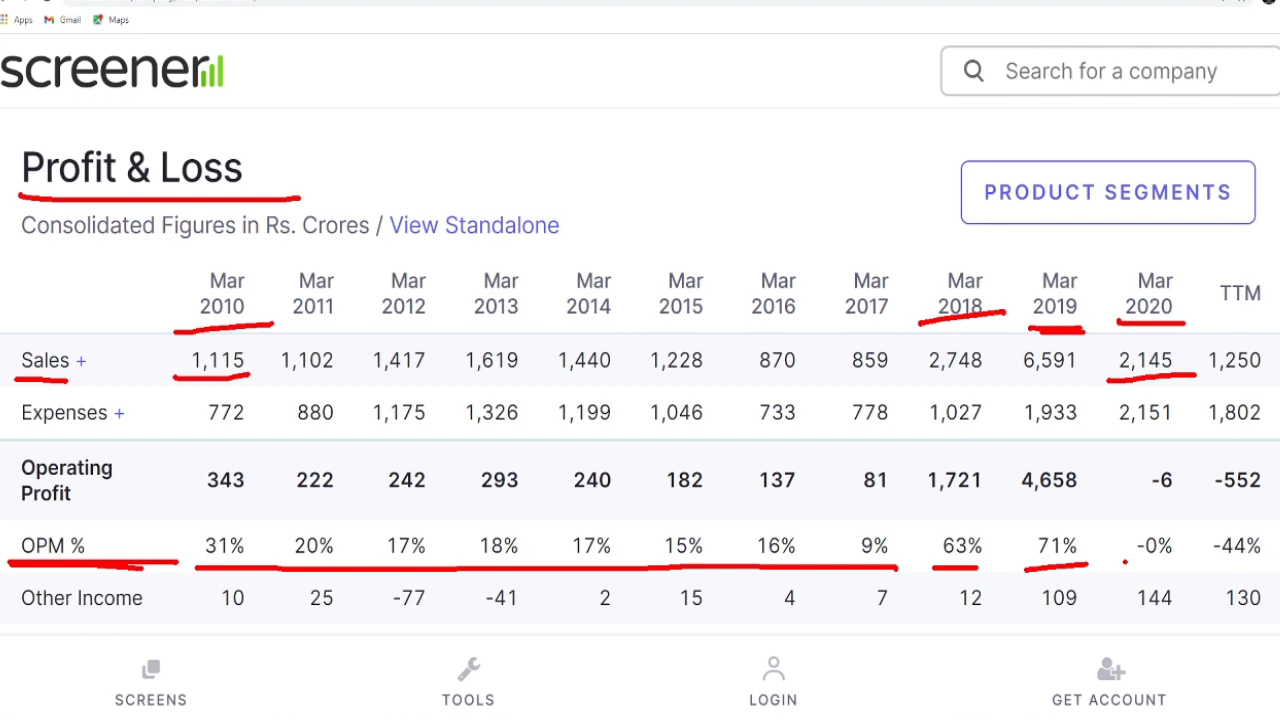 Apps Gmail Maps
screener
Search for a company
Profit & Loss
PRODUCT SEGMENTS
Consolidated Figures in Rs. Crores / View Standalone
Mar 2010 Mar 2011 Mar 2012 Mar 2013 Mar 2014 Mar 2015 Mar 2016 Mar 2017 Mar 2018 Mar 2019 Mar 2020 TTM
Sales + 1,115 1,102 1,417 1,619 1,440 1,228 870 859 2,748 6,591 2,145 1,250
Expenses + 772 880 1,175 1,326 1,199 1,046 733 778 1,027 1,933 2,151 1,802
Operating Profit 343 222 242 293 240 182 137 81 1,721 4,658 -6 -552
OPM % 31% 20% 17% 18% 17% 15% 16% 9% 63% 71% -0% -44%
Other Income 10 25 -77 -41 2 15 4 7 12 109 144 130
SCREENS TOOLS LOGIN GET ACCOUNT